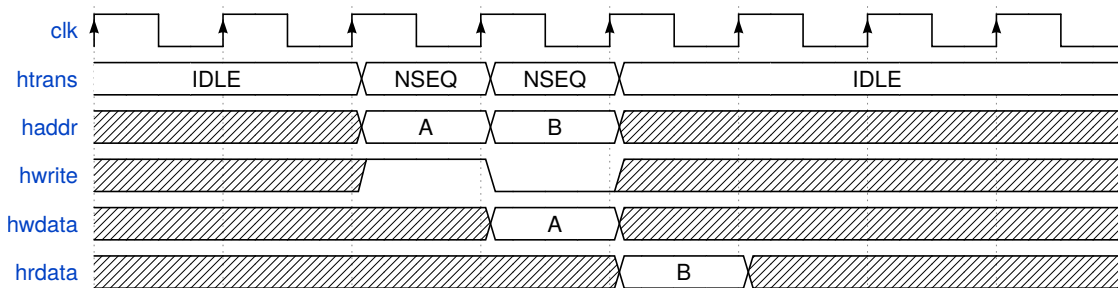 clk
htrans IDLE NSEQ NSEQ IDLE
haddr A B
hwrite
hwdata A
hrdata B